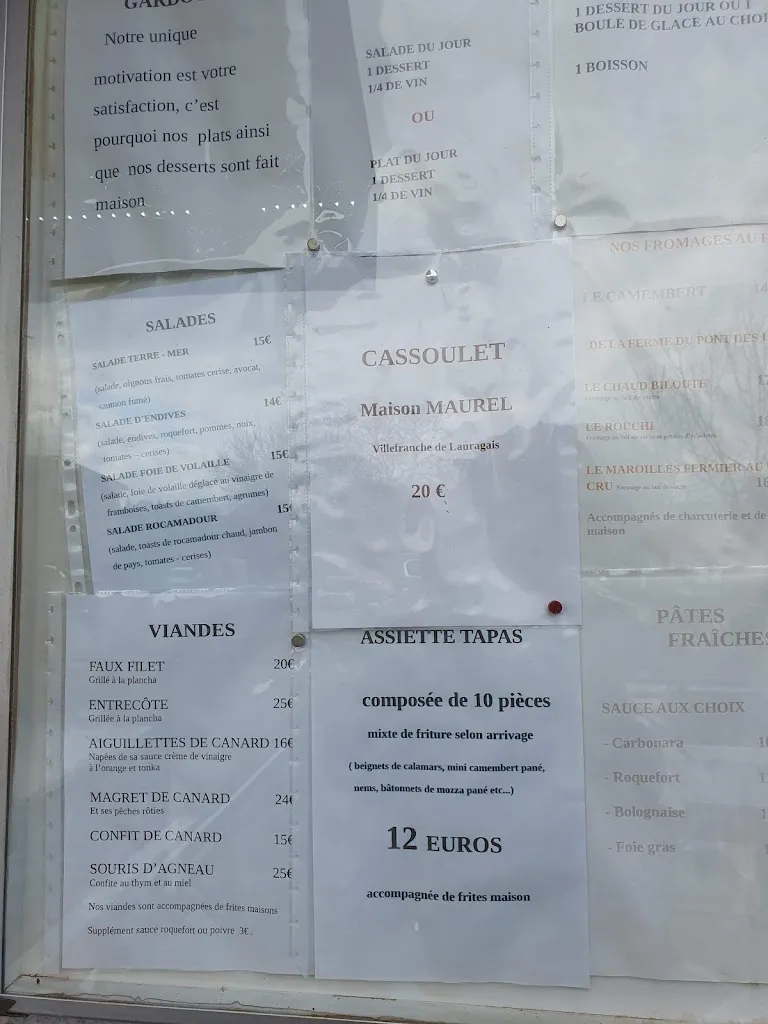 Notre unique
motivation est votre
satisfaction, c'est
pourquoi nos plats ainsi
que nos desserts sont fait
maison
SALADE DU JOUR
1 DESSERT
1/4 DE VIN
OU
PLAT DU JOUR
1 DESSERT
1/4 DE VIN
1 DESSERT DU JOUR OU 1
BOULE DE GLACE AU
1 BOISSON
SALADES
SALADE TERRE - MER 15€
(salade, oignons frais, tomates cerise, avocat,
saumon fumé)
SALADE D'ENDIVES 14€
(salade, endives, roquefort, pommes, noix,
tomates – cerises)
SALADE FOIE DE VOLAILLE 15€
(salade, foie de volaille déglacé au vinaigre de
framboises, toasts de camembert, agrumes)
SALADE ROCAMADOUR 15€
(salade, toasts de rocamadour chaud, jambon
de pays, tomates - cerises)
CASSOULET
Maison MAUREL
Villefranche de Lauragais
20 €
NOS FROMAGES AU
LE CAMEMBERT
DE LA FERME DU PONT DES
LE CHAUD BILOUTE
LE ROUCHI
LE MAROILLES FERMIER AU
CRU Fromage au lait de vache
Accompagnés de charcuterie et de
maison
VIANDES
FAUX FILET 20€
Grillé à la plancha
ENTRECÔTE 25€
Grillée à la plancha
AIGUILLETTES DE CANARD 16€
Napées de sa sauce crème de vinaigre
à l'orange et tonka
MAGRET DE CANARD 24€
Et ses pêches rôties
CONFIT DE CANARD 15€
SOURIS D'AGNEAU 25€
Confite au thym et au miel
Nos viandes sont accompagnées de frites maisons
Supplément sauce roquefort ou poivre 3€ .
ASSIETTE TAPAS
composée de 10 pièces
mixte de friture selon arrivage
( beignets de calamars, mini camembert pané,
nems, bâtonnets de mozza pané etc...)
12 EUROS
accompagnée de frites maison
PÂTES
FRAÎCHES
SAUCE AUX CHOIX
- Carbonara
- Roquefort
- Bolognaise
- Foie gras